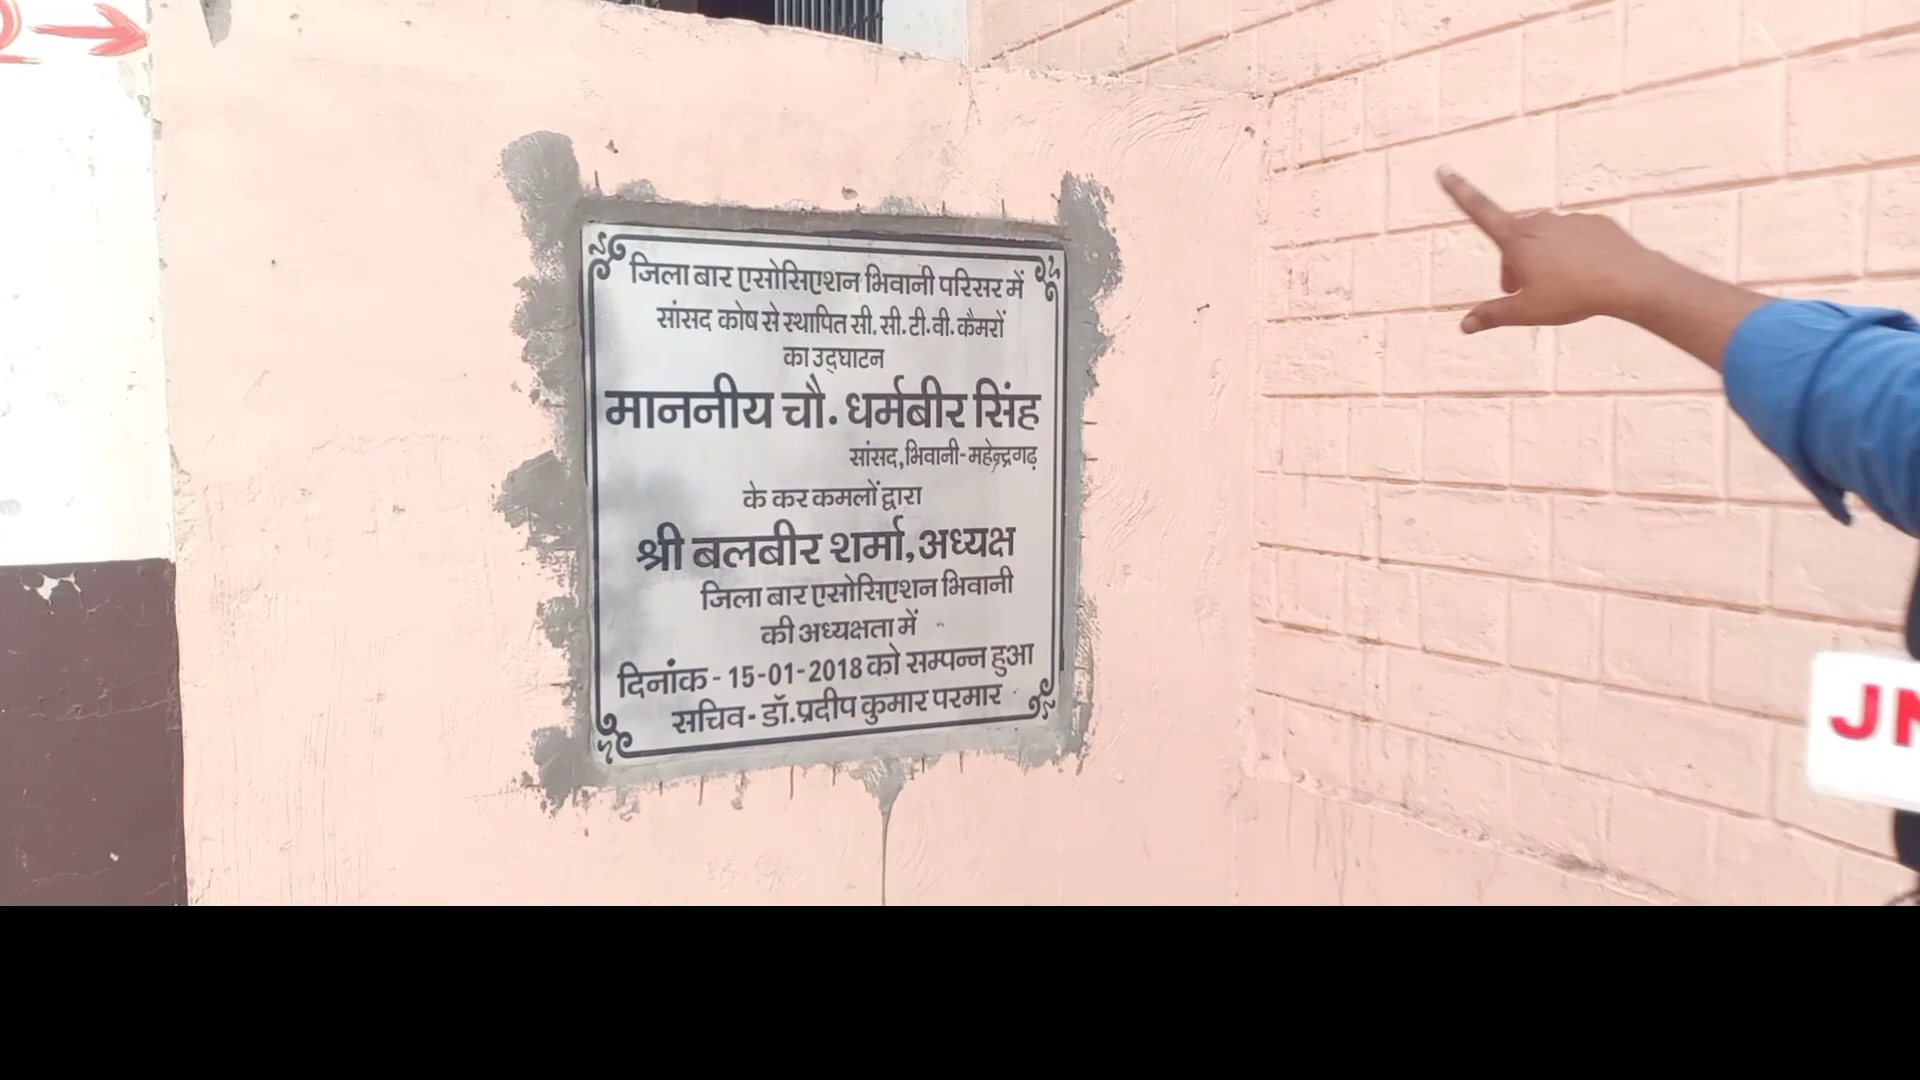 जिला बार एसोसिएशन भिवानी परिसर में
सांसद कोष से स्थापित सी. सी. टी. वी. कैमरों
का उद्घाटन
माननीय चौ. धर्मबीर सिंह
सांसद, भिवानी-महेन्द्रगढ़
के कर कमलों द्वारा
श्री बलबीर शर्मा, अध्यक्ष
जिला बार एसोसिएशन भिवानी
की अध्यक्षता में
दिनांक - 15-01-2018 को सम्पन्न हुआ
सचिव - डॉ. प्रदीप कुमार परमार